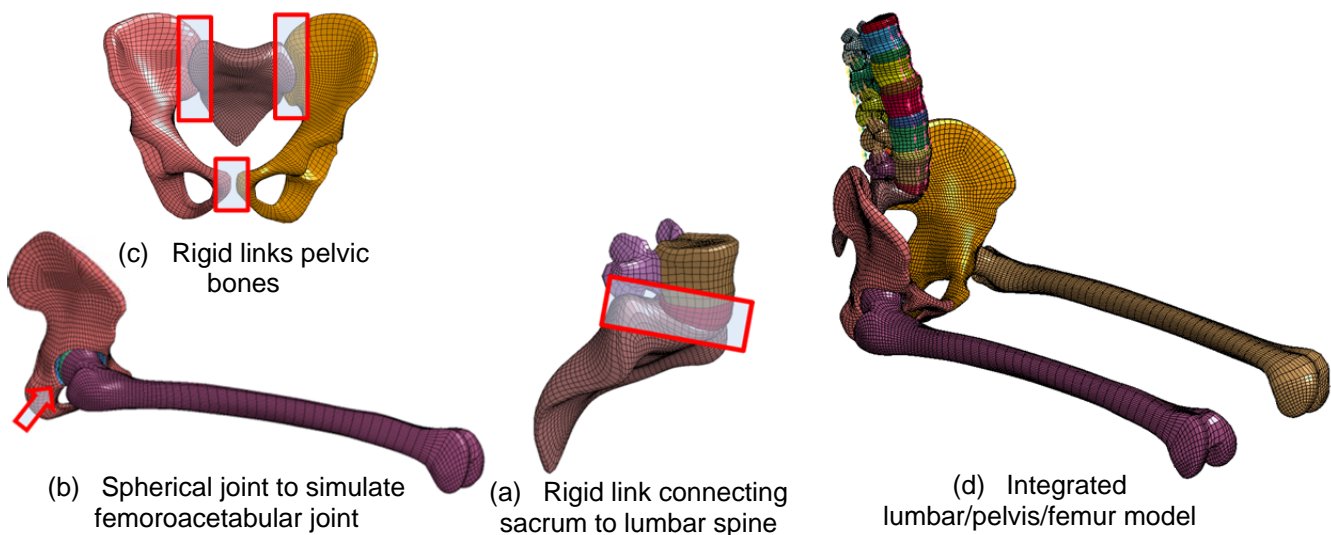 (c) Rigid links pelvic
bones
(b) Spherical joint to simulate
femoroacetabular joint
(a) Rigid link connecting
sacrum to lumbar spine
(d) Integrated
lumbar/pelvis/femur model